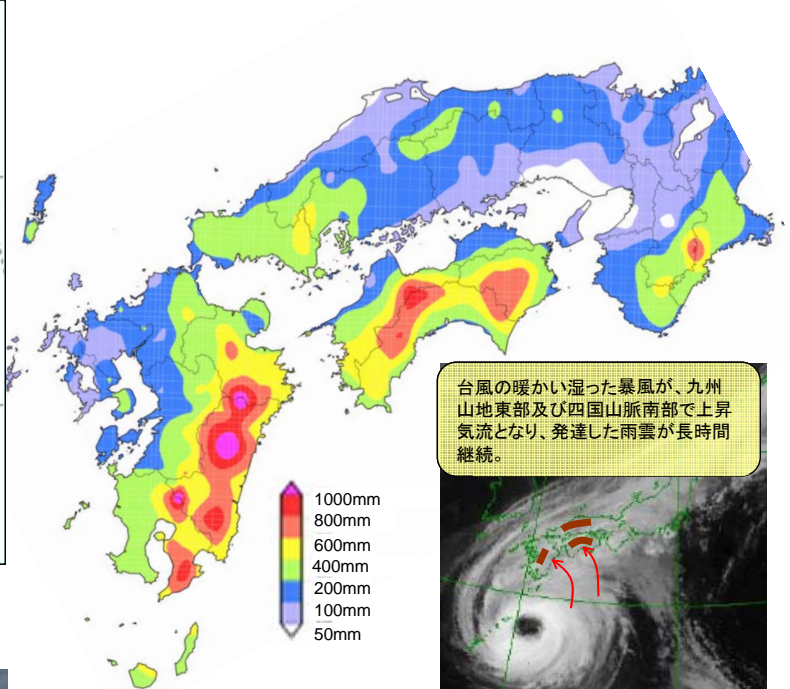 台風の暖かい湿った暴風が、九州
山地東部及び四国山脈南部で上昇
気流となり、発達した雨雲が長時間
継続。
1000mm
800mm
600mm
400mm
200mm
100mm
50mm